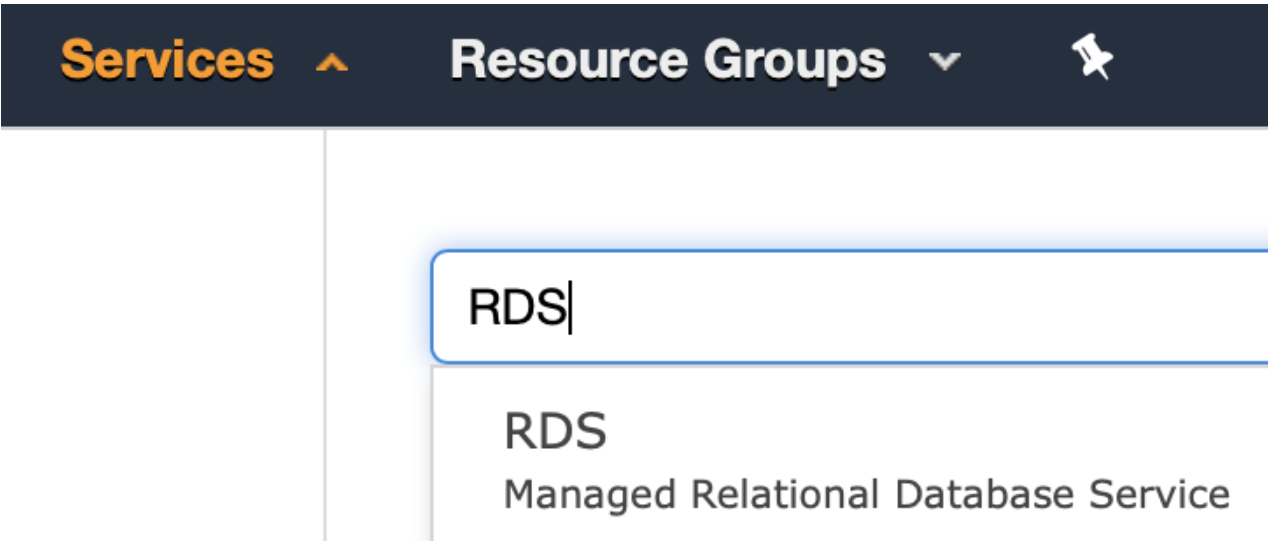 Services Resource Groups
RDS
RDS
Managed Relational Database Service